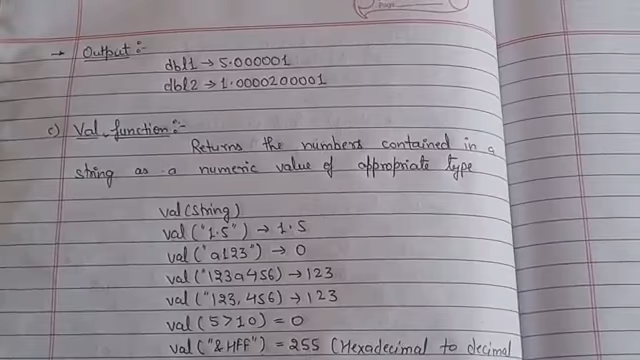 Page
→ Output :-
dbl1 → 5.000001
dbl2 → 1.0000200001
c) Val function :-
Returns the numbers contained in a
string as a numeric value of appropriate type
val(string)
val("1.5") → 1.5
val("a123") → 0
val("123a456) → 123
val("123,456) → 123
val(5>10) = 0
val("&Hff") = 255 (Hexadecimal to decimal